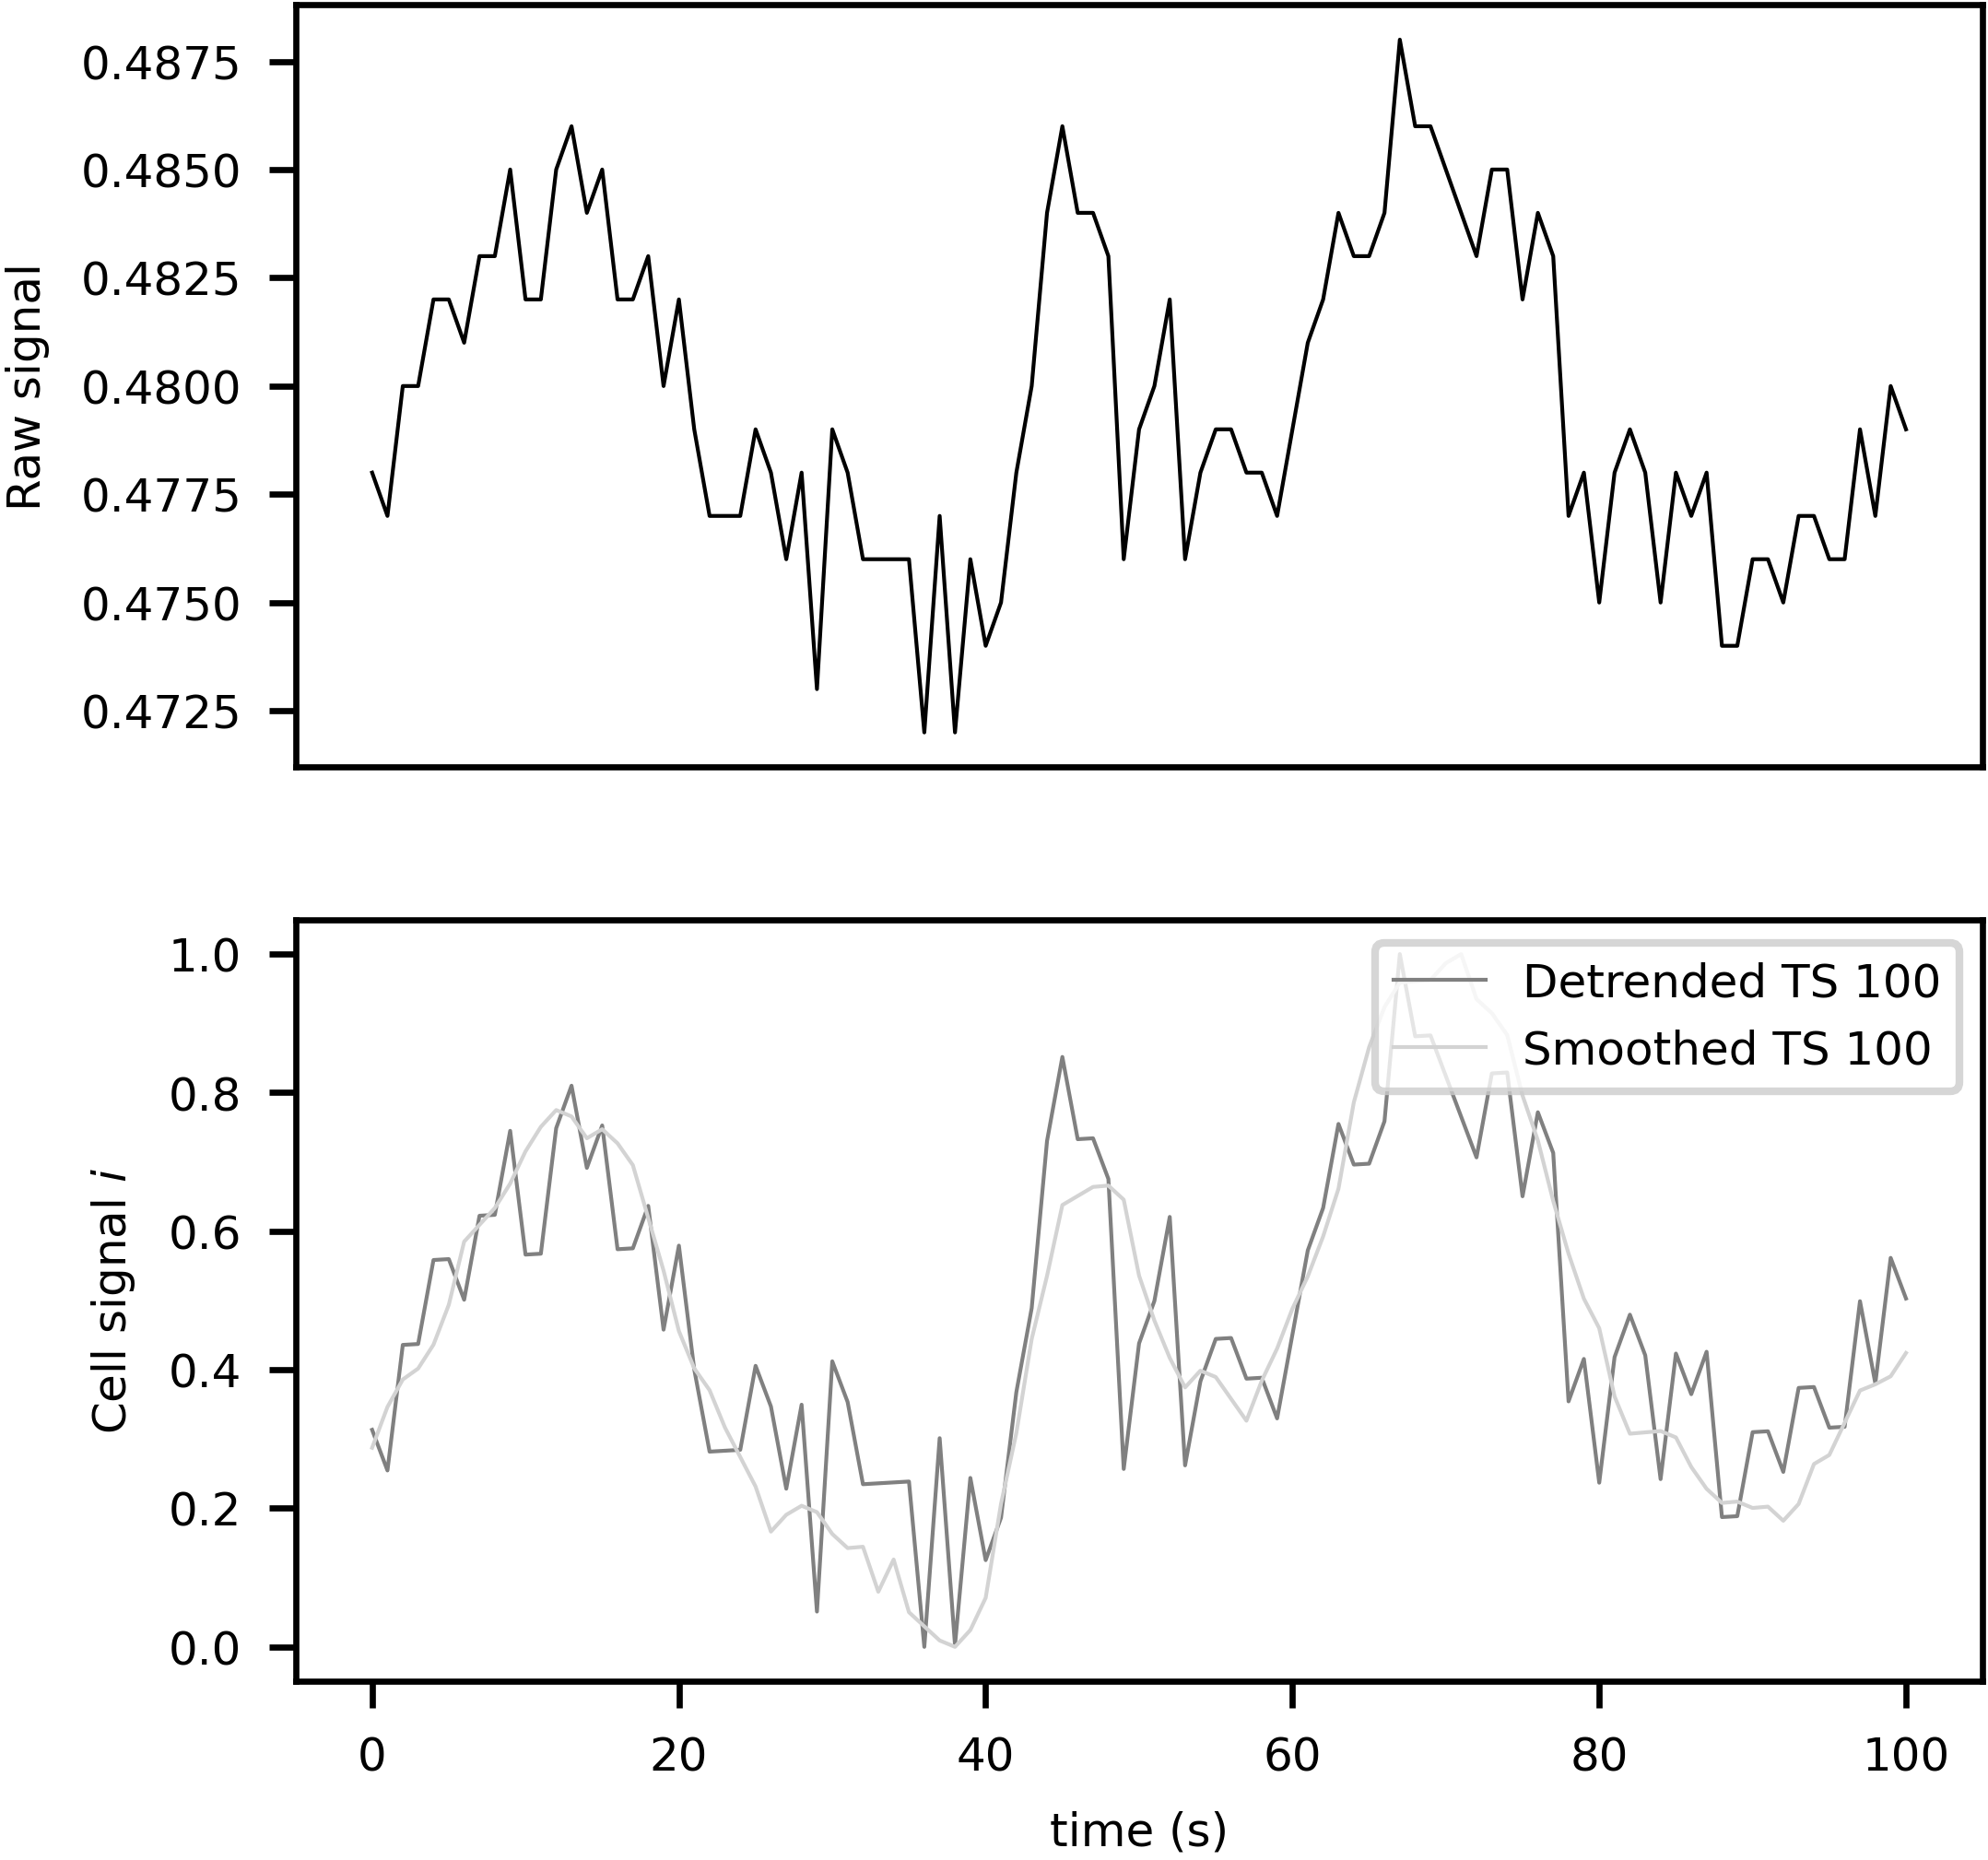 Raw signal
0.4875
0.4850
0.4825
0.4800
0.4775
0.4750
0.4725
Cell signal i
1.0
0.8
0.6
0.4
0.2
0.0
Detrended TS 100
Smoothed TS 100
0 20 40 60 80 100
time (s)